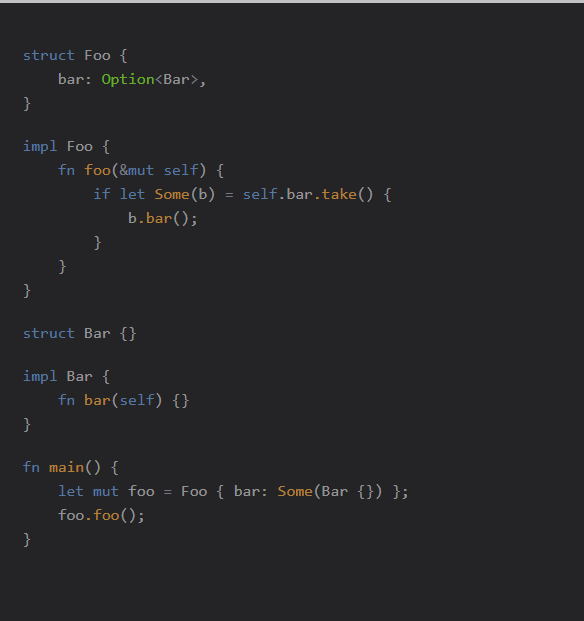 struct Foo {
    bar: Option<Bar>,
}

impl Foo {
    fn foo(&mut self) {
        if let Some(b) = self.bar.take() {
            b.bar();
        }
    }
}

struct Bar {}

impl Bar {
    fn bar(self) {}
}

fn main() {
    let mut foo = Foo { bar: Some(Bar {}) };
    foo.foo();
}